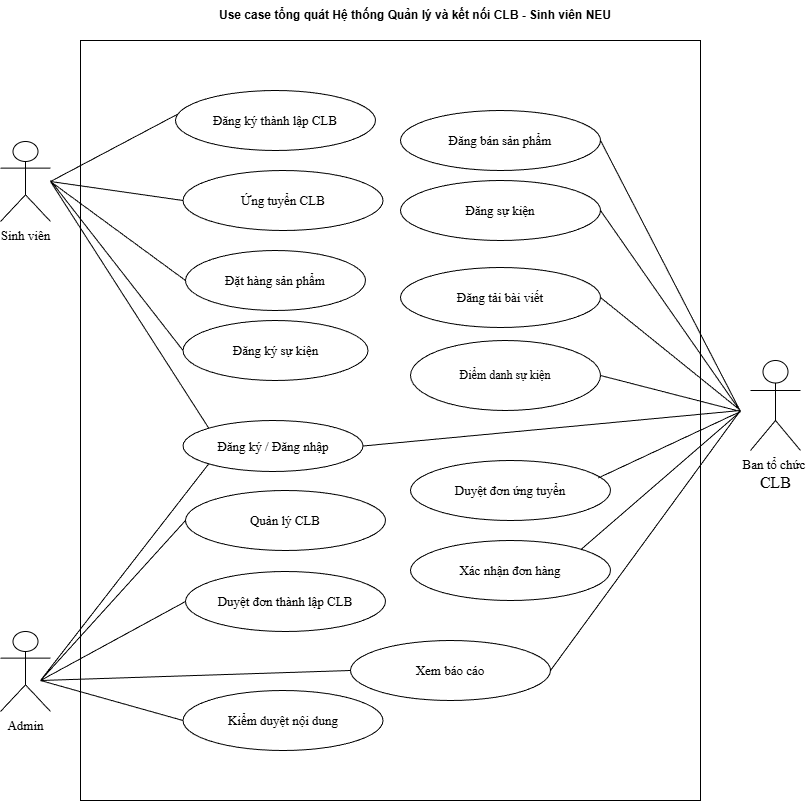 Use case tổng quát Hệ thống Quản lý và kết nối CLB - Sinh viên NEU
Đăng ký thành lập CLB
Đăng bán sản phẩm
Ứng tuyển CLB
Đăng sự kiện
Sinh viên
Đặt hàng sản phẩm
Đăng tải bài viết
Đăng ký sự kiện
Điểm danh sự kiện
Đăng ký / Đăng nhập
Ban tổ chức
CLB
Duyệt đơn ứng tuyển
Quản lý CLB
Xác nhận đơn hàng
Duyệt đơn thành lập CLB
Xem báo cáo
Kiểm duyệt nội dung
Admin